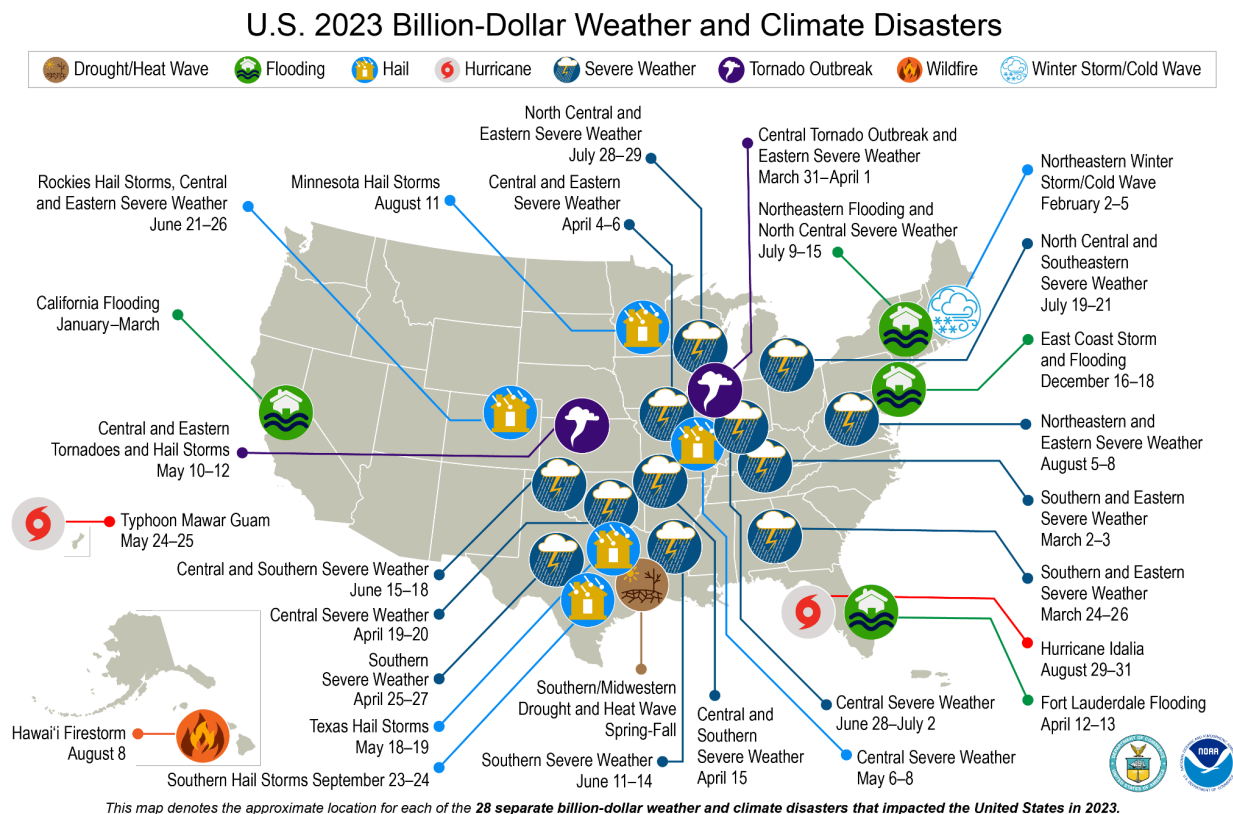 U.S. 2023 Billion-Dollar Weather and Climate Disasters
Drought/Heat Wave Flooding Hail Hurricane Severe Weather Tornado Outbreak Wildfire Winter Storm/Cold Wave
North Central and
Eastern Severe Weather
July 28–29
Central Tornado Outbreak and
Eastern Severe Weather
March 31–April 1
Northeastern Winter
Storm/Cold Wave
February 2–5
Rockies Hail Storms, Central
and Eastern Severe Weather
June 21–26
Minnesota Hail Storms
August 11
Central and Eastern
Severe Weather
April 4–6
Northeastern Flooding and
North Central Severe Weather
July 9–15
North Central and
Southeastern
Severe Weather
July 19–21
California Flooding
January–March
East Coast Storm
and Flooding
December 16–18
Central and Eastern
Tornadoes and Hail Storms
May 10–12
Northeastern and
Eastern Severe Weather
August 5–8
Typhoon Mawar Guam
May 24–25
Southern and Eastern
Severe Weather
March 2–3
Central and Southern Severe Weather
June 15–18
Southern and Eastern
Severe Weather
March 24–26
Central Severe Weather
April 19–20
Hurricane Idalia
August 29–31
Southern
Severe Weather
April 25–27
Fort Lauderdale Flooding
April 12–13
Texas Hail Storms
May 18–19
Southern/Midwestern
Drought and Heat Wave
Spring-Fall
Central and
Southern
Severe Weather
April 15
Central Severe Weather
June 28–July 2
Hawai‘i Firestorm
August 8
Southern Hail Storms September 23–24
Southern Severe Weather
June 11–14
Central Severe Weather
May 6–8
NOAA
This map denotes the approximate location for each of the 28 separate billion-dollar weather and climate disasters that impacted the United States in 2023.